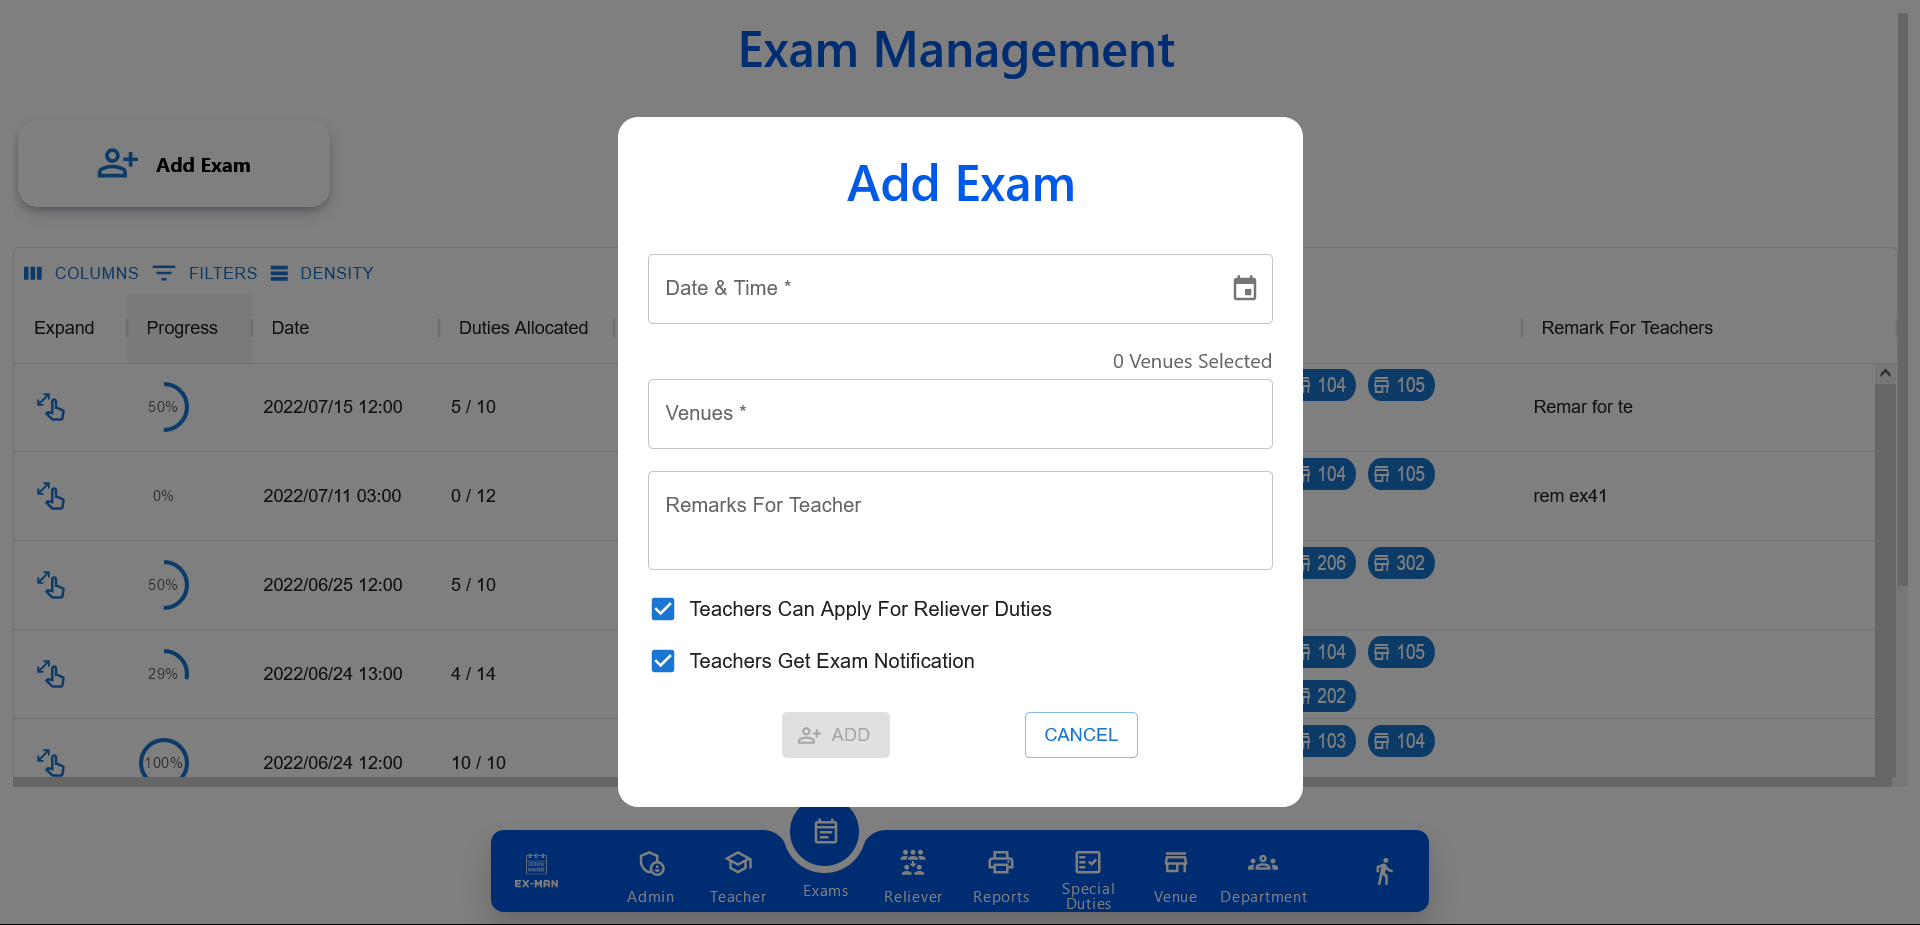 Exam Management
Add Exam
COLUMNS FILTERS DENSITY
Expand Progress Date Duties Allocated Remark For Teachers
50% 2022/07/15 12:00 5 / 10 104 105 Remar for te
0% 2022/07/11 03:00 0 / 12 104 105 rem ex41
50% 2022/06/25 12:00 5 / 10 206 302
29% 2022/06/24 13:00 4 / 14 104 105
202
100% 2022/06/24 12:00 10 / 10 103 104
Add Exam
Date & Time *
0 Venues Selected
Venues *
Remarks For Teacher
Teachers Can Apply For Reliever Duties
Teachers Get Exam Notification
ADD CANCEL
EX-MAN
Admin
Teacher
Exams
Reliever
Reports
Special
Duties
Venue
Department